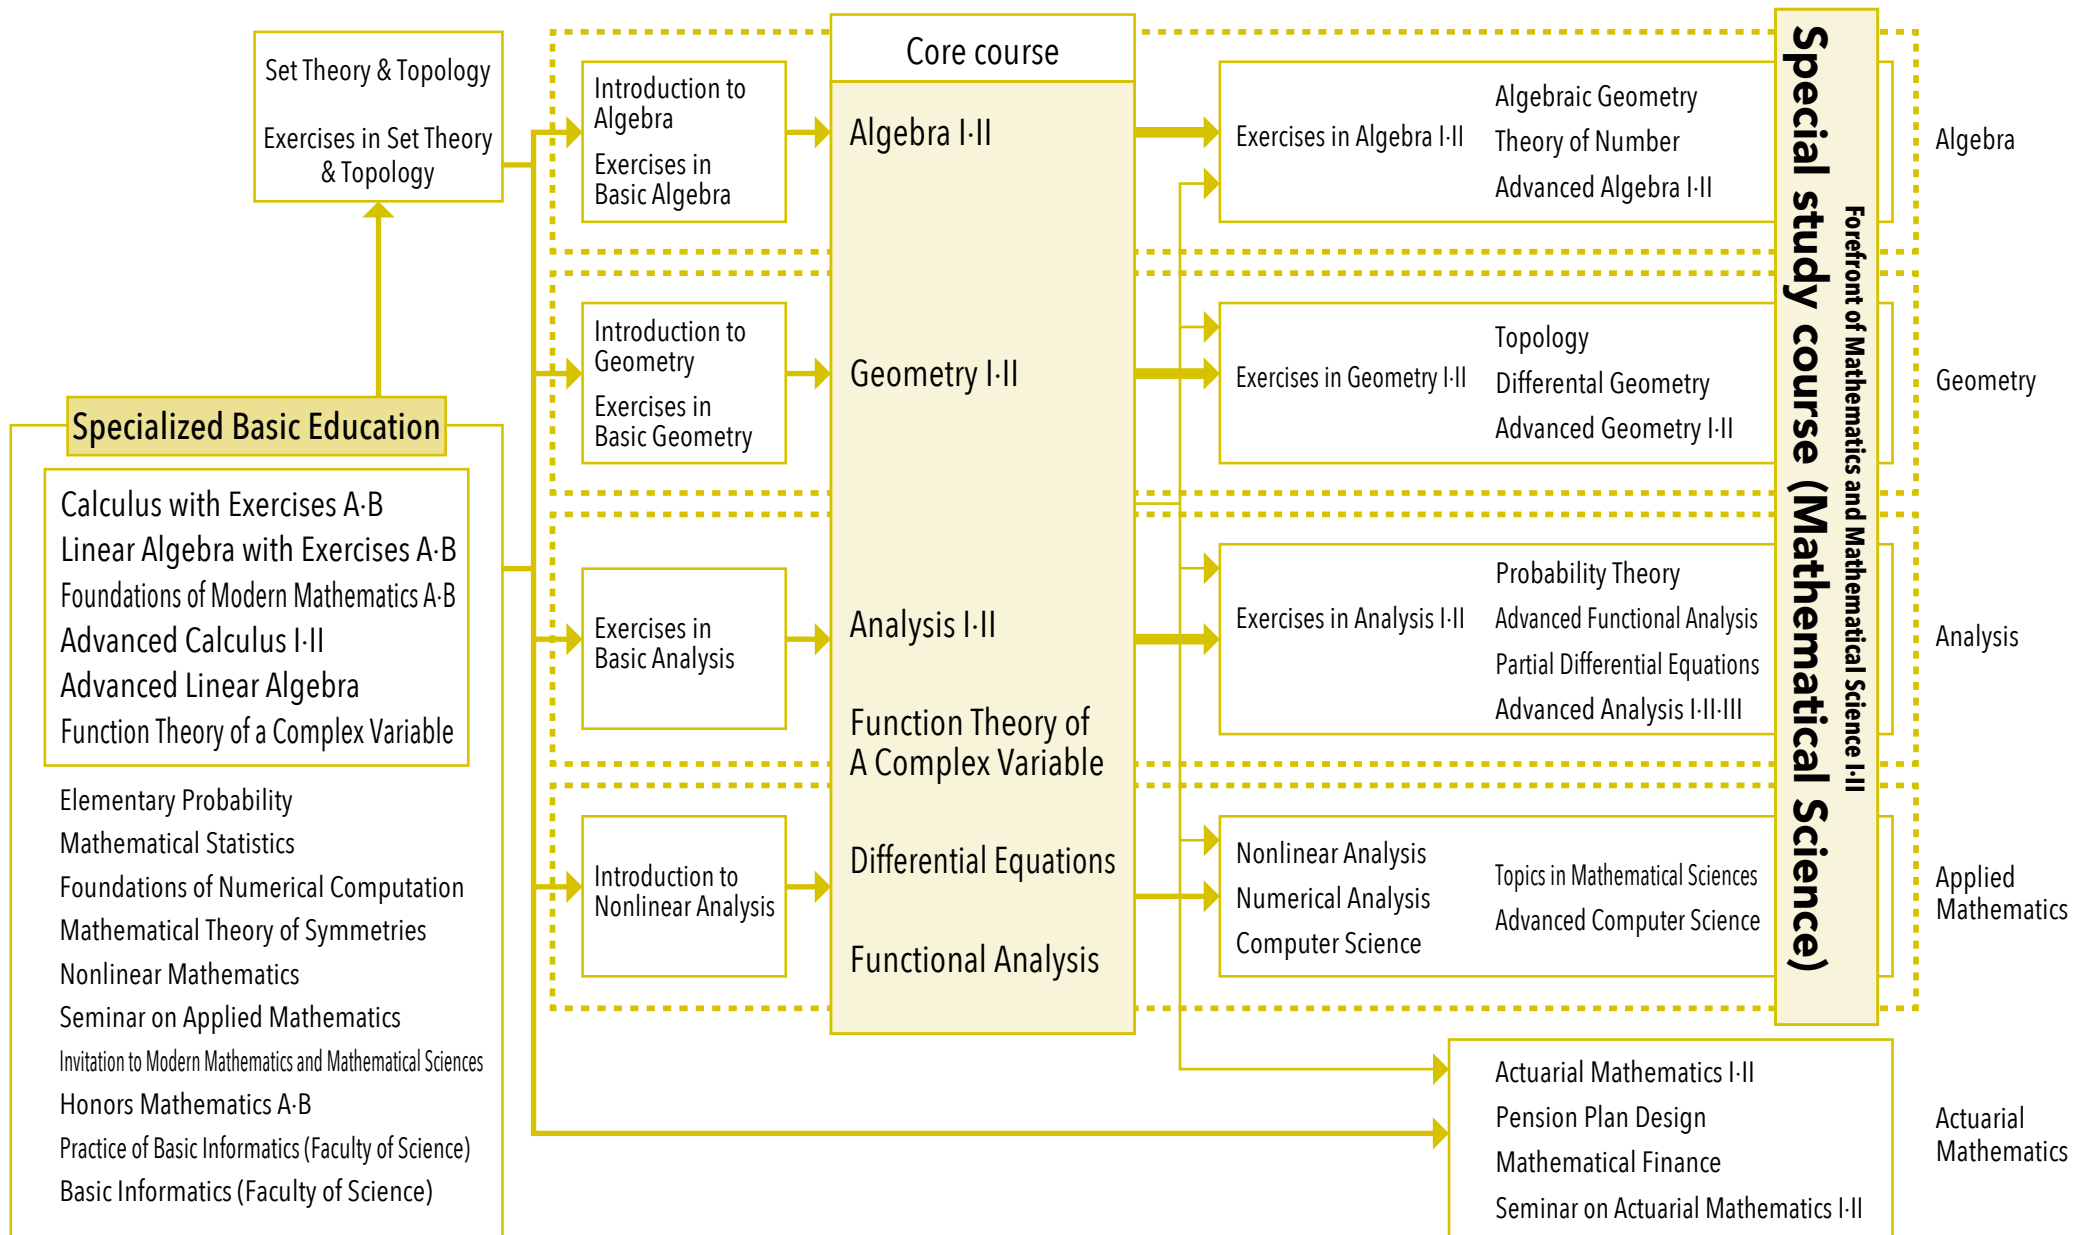 Set Theory & Topology
Exercises in Set Theory
& Topology
Specialized Basic Education
Calculus with Exercises A·B
Linear Algebra with Exercises A·B
Foundations of Modern Mathematics A·B
Advanced Calculus I·II
Advanced Linear Algebra
Function Theory of a Complex Variable
Elementary Probability
Mathematical Statistics
Foundations of Numerical Computation
Mathematical Theory of Symmetries
Nonlinear Mathematics
Seminar on Applied Mathematics
Invitation to Modern Mathematics and Mathematical Sciences
Honors Mathematics A·B
Practice of Basic Informatics (Faculty of Science)
Basic Informatics (Faculty of Science)
Introduction to
Algebra
Exercises in
Basic Algebra
Introduction to
Geometry
Exercises in
Basic Geometry
Exercises in
Basic Analysis
Introduction to
Nonlinear Analysis
Core course
Algebra I·II
Geometry I·II
Analysis I·II
Function Theory of
A Complex Variable
Differential Equations
Functional Analysis
Exercises in Algebra I·II
Algebraic Geometry
Theory of Number
Advanced Algebra I·II
Exercises in Geometry I·II
Topology
Differental Geometry
Advanced Geometry I·II
Exercises in Analysis I·II
Probability Theory
Advanced Functional Analysis
Partial Differential Equations
Advanced Analysis I·II·III
Nonlinear Analysis
Numerical Analysis
Computer Science
Topics in Mathematical Sciences
Advanced Computer Science
Actuarial Mathematics I·II
Pension Plan Design
Mathematical Finance
Seminar on Actuarial Mathematics I·II
Special study course (Mathematical Science)
Forefront of Mathematics and Mathematical Science I·II
Algebra
Geometry
Analysis
Applied
Mathematics
Actuarial
Mathematics